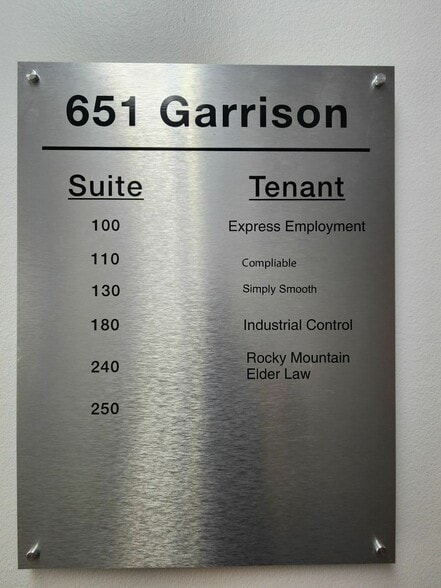 651 Garrison
Suite Tenant
100 Express Employment
110 Compliable
130 Simply Smooth
180 Industrial Control
240 Rocky Mountain
Elder Law
250